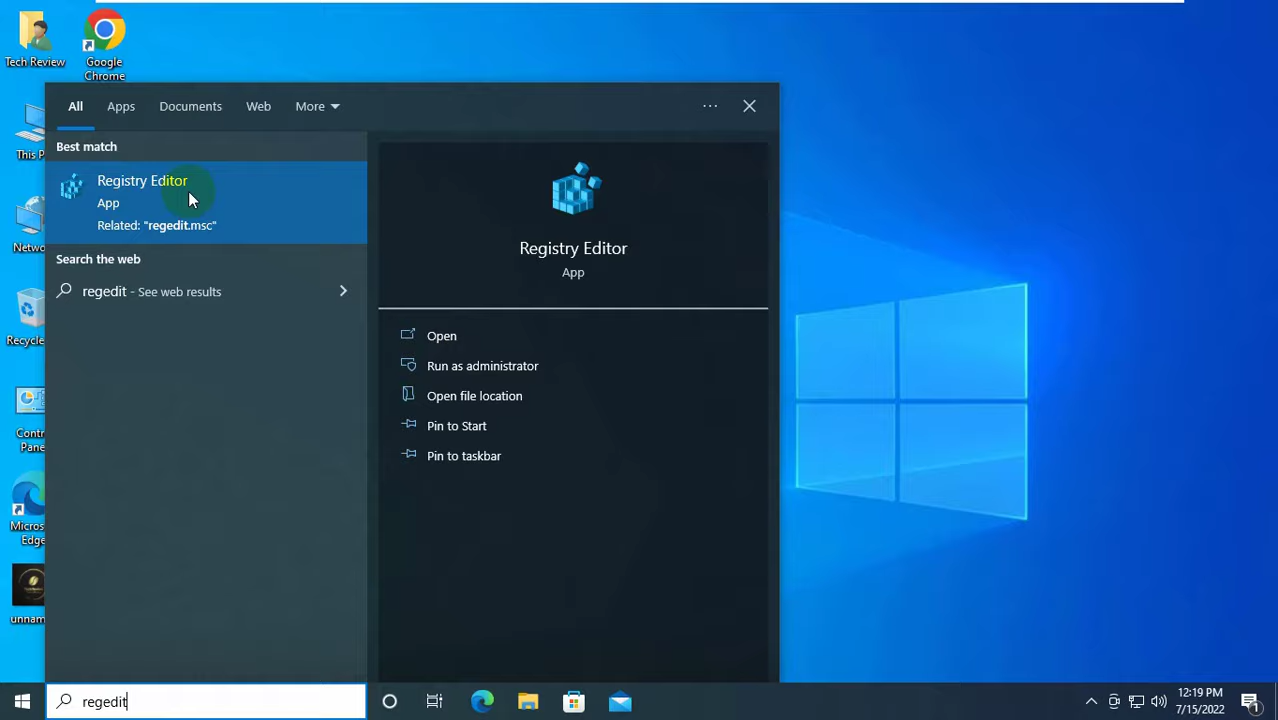 Tech Review
Google
Chrome
All
Apps
Documents
Web
More
...
Best match
Registry Editor
App
Related: "regedit.msc"
Search the web
regedit - See web results
Registry Editor
App
Open
Run as administrator
Open file location
Pin to Start
Pin to taskbar
This P
Netwo
Recycle
Contr
Pane
Micros
Edge
unnam
regedit
12:19 PM
7/15/2022
1